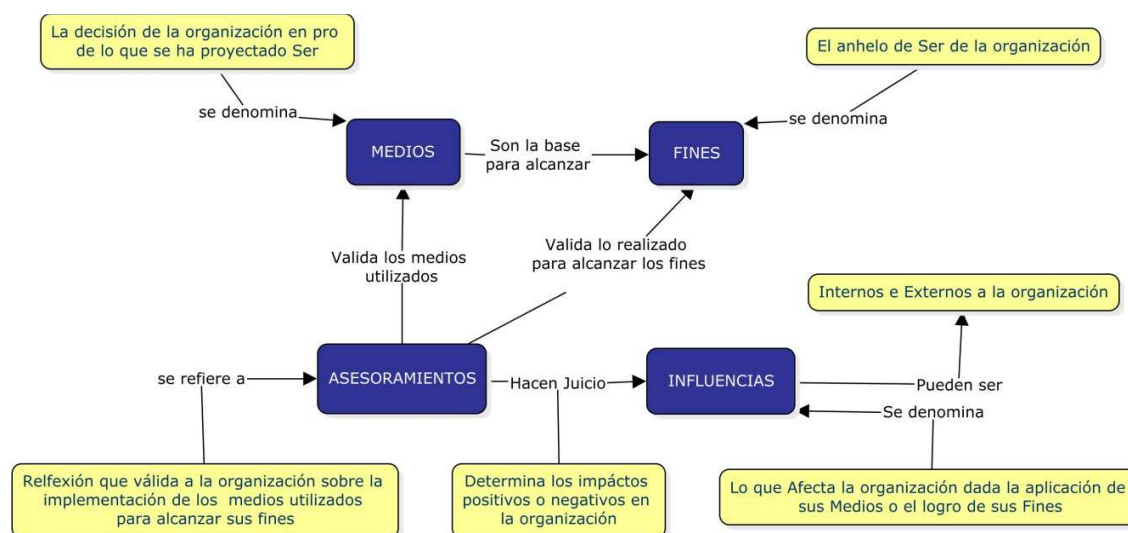 La decisión de la organización en pro
de lo que se ha proyectado Ser
El anhelo de Ser de la organización
se denomina
se denomina
MEDIOS
Son la base
para alcanzar
FINES
Valida los medios
utilizados
Valida lo realizado
para alcanzar los fines
Internos e Externos a la organización
se refiere a
ASESORAMIENTOS
Hacen Juicio
INFLUENCIAS
Pueden ser
Se denomina
Relfexión que válida a la organización sobre la
implementación de los medios utilizados
para alcanzar sus fines
Determina los impáctos
positivos o negativos en
la organización
Lo que Afecta la organización dada la aplicación de
sus Medios o el logro de sus Fines